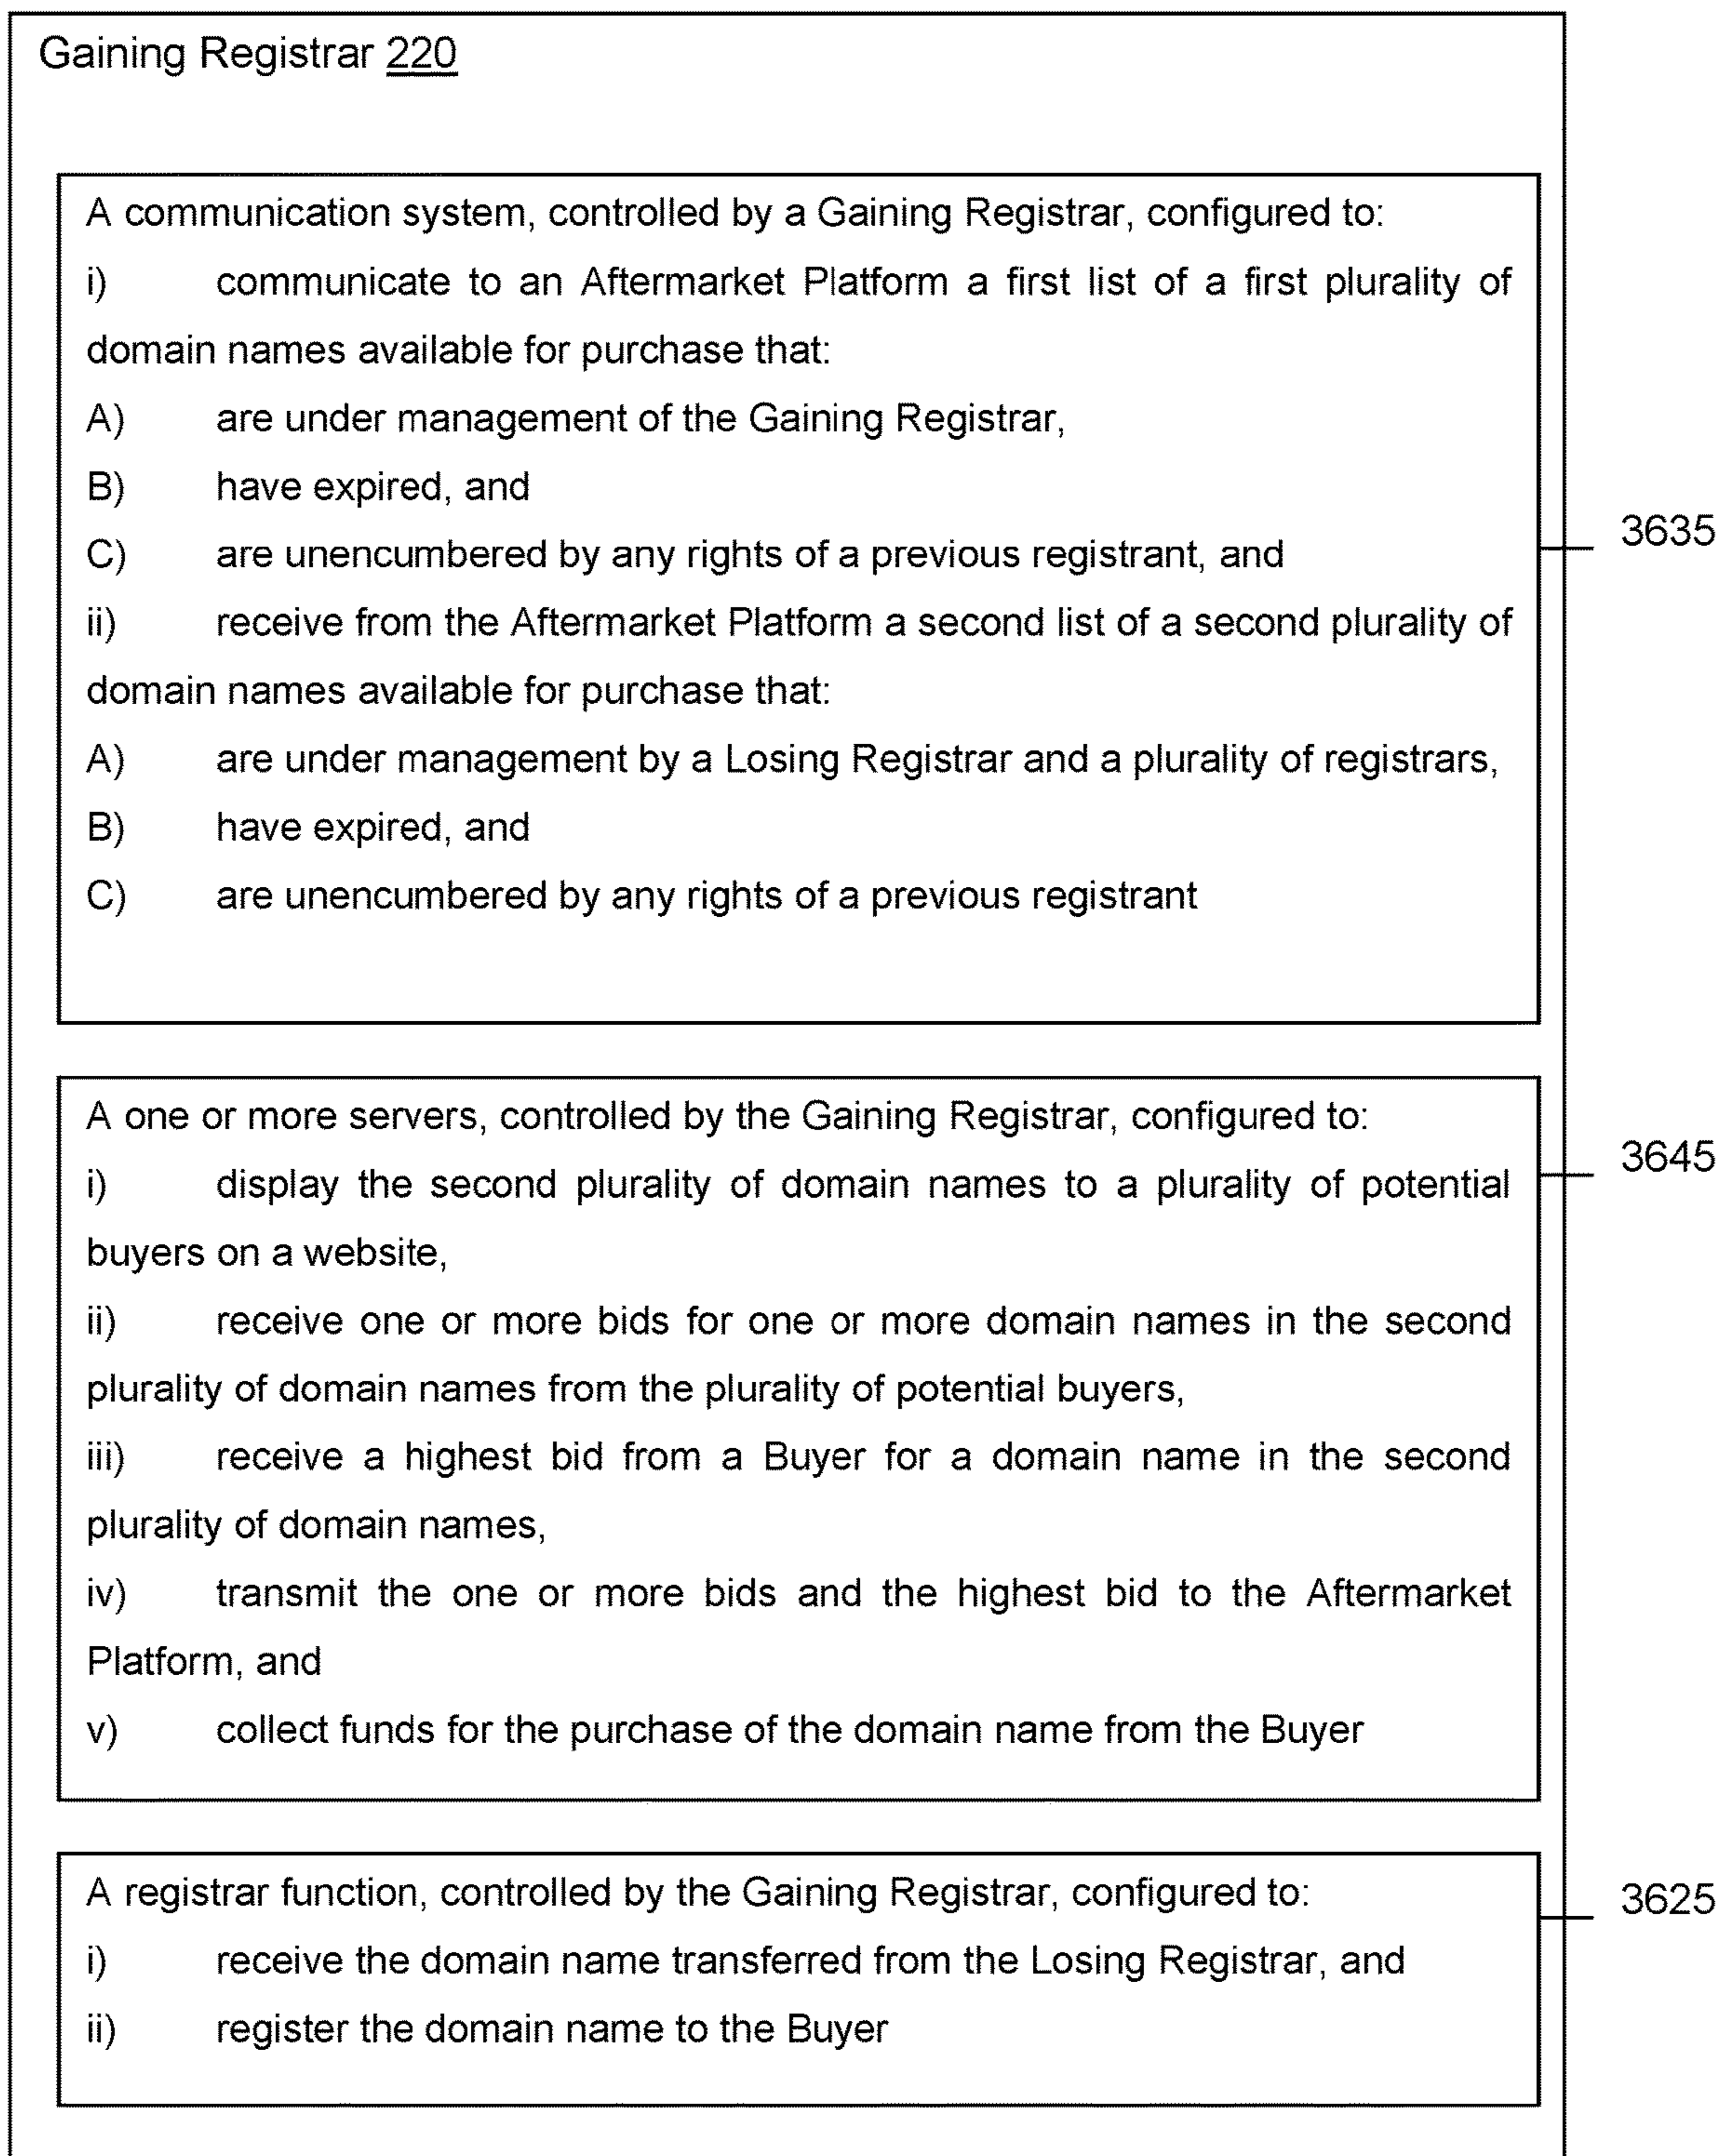 Gaining Registrar 220
A communication system, controlled by a Gaining Registrar, configured to:
i) communicate to an Aftermarket Platform a first list of a first plurality of
domain names available for purchase that:
A) are under management of the Gaining Registrar,
B) have expired, and
C) are unencumbered by any rights of a previous registrant, and
3635
ii) receive from the Aftermarket Platform a second list of a second plurality of
domain names available for purchase that:
A) are under management by a Losing Registrar and a plurality of registrars,
B) have expired, and
C) are unencumbered by any rights of a previous registrant
A one or more servers, controlled by the Gaining Registrar, configured to:
3645
i) display the second plurality of domain names to a plurality of potential
buyers on a website,
ii) receive one or more bids for one or more domain names in the second
plurality of domain names from the plurality of potential buyers,
iii) receive a highest bid from a Buyer for a domain name in the second
plurality of domain names,
iv) transmit the one or more bids and the highest bid to the Aftermarket
Platform, and
v) collect funds for the purchase of the domain name from the Buyer
A registrar function, controlled by the Gaining Registrar, configured to:
3625
i) receive the domain name transferred from the Losing Registrar, and
ii) register the domain name to the Buyer